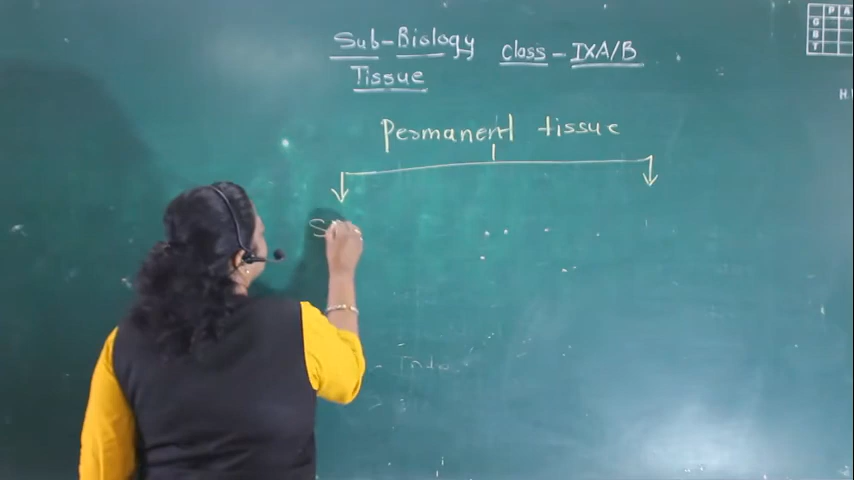 Sub-Biology Class - IXA/B
Tissue
Permanent tissue
S
P A
G
B
T
H.